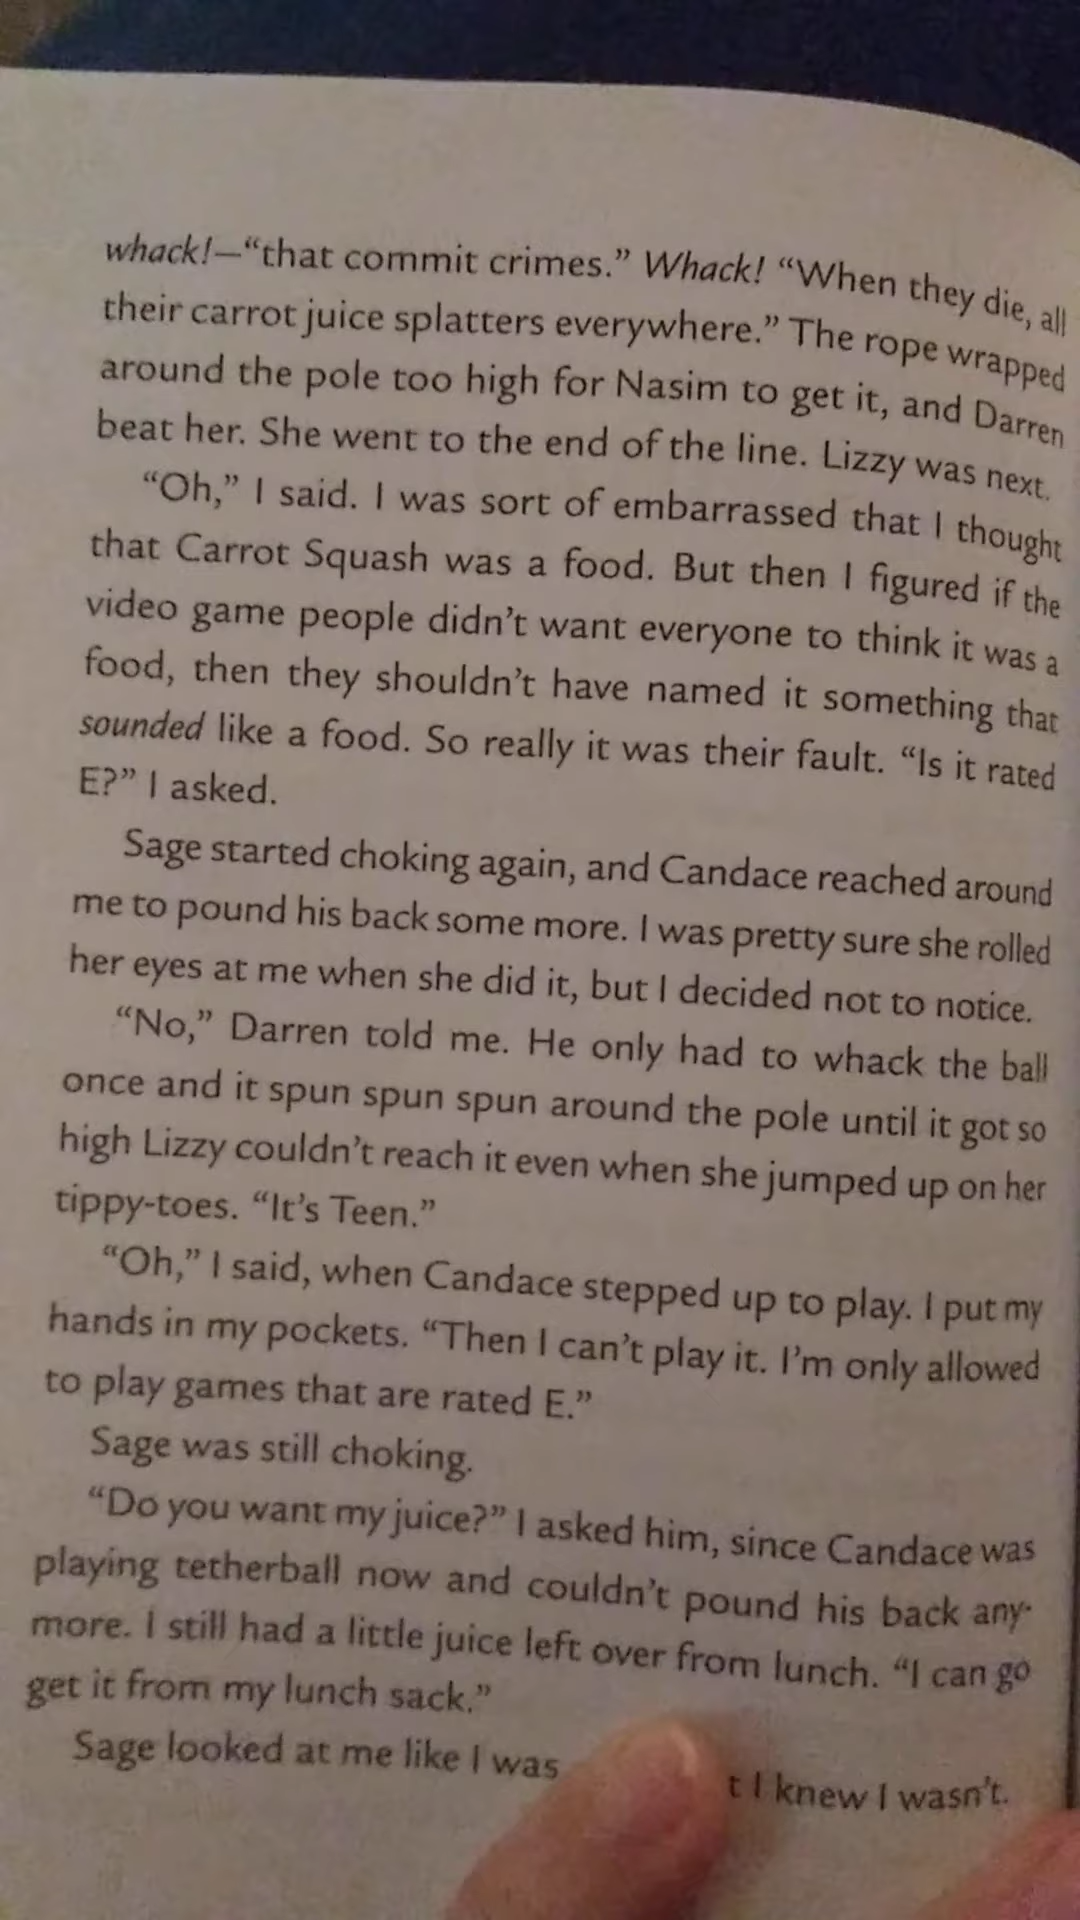 whack!—“that commit crimes.” Whack! “When they die, all
their carrot juice splatters everywhere.” The rope wrapped
around the pole too high for Nasim to get it, and Darren
beat her. She went to the end of the line. Lizzy was next.
“Oh,” I said. I was sort of embarrassed that I thought
that Carrot Squash was a food. But then I figured if the
video game people didn’t want everyone to think it was a
food, then they shouldn’t have named it something that
sounded like a food. So really it was their fault. “Is it rated
E?” I asked.
Sage started choking again, and Candace reached around
me to pound his back some more. I was pretty sure she rolled
her eyes at me when she did it, but I decided not to notice.
“No,” Darren told me. He only had to whack the ball
once and it spun spun spun around the pole until it got so
high Lizzy couldn’t reach it even when she jumped up on her
tippy-toes. “It’s Teen.”
“Oh,” I said, when Candace stepped up to play. I put my
hands in my pockets. “Then I can’t play it. I’m only allowed
to play games that are rated E.”
Sage was still choking.
“Do you want my juice?” I asked him, since Candace was
playing tetherball now and couldn’t pound his back any-
more. I still had a little juice left over from lunch. “I can go
get it from my lunch sack.”
Sage looked at me like I was t I knew I wasn’t.